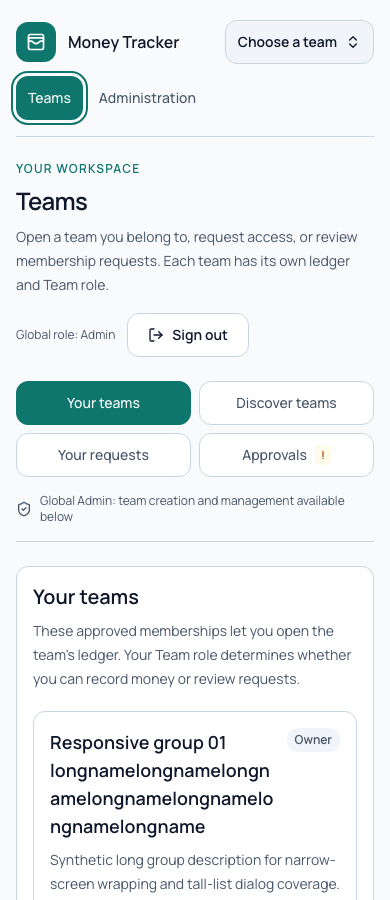 Money Tracker
Choose a team
Teams
Administration
YOUR WORKSPACE
Teams
Open a team you belong to, request access, or review
membership requests. Each team has its own ledger
and Team role.
Global role: Admin
Sign out
Your teams
Discover teams
Your requests
Approvals !
Global Admin: team creation and management available
below
Your teams
These approved memberships let you open the
team's ledger. Your Team role determines whether
you can record money or review requests.
Responsive group 01
Owner
longnamelongnamelongn
amelongnamelongnamelo
ngnamelongname
Synthetic long group description for narrow-
screen wrapping and tall-list dialog coverage.